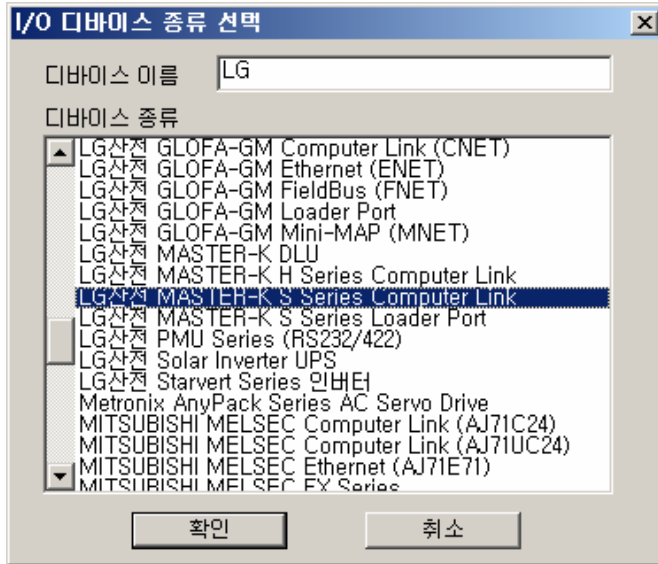 I/O 디바이스 종류 선택
디바이스 이름 LG
디바이스 종류
LG산전 GLOFA-GM Computer Link (CNET)
LG산전 GLOFA-GM Ethernet (ENET)
LG산전 GLOFA-GM FieldBus (FNET)
LG산전 GLOFA-GM Loader Port
LG산전 GLOFA-GM Mini-MAP (MNET)
LG산전 MASTER-K DLU
LG산전 MASTER-K H Series Computer Link
LG산전 MASTER-K S Series Computer Link
LG산전 MASTER-K S Series Loader Port
LG산전 PMU Series (RS232/422)
LG산전 Solar Inverter UPS
LG산전 Starvert Series 인버터
Metronix AnyPack Series AC Servo Drive
MITSUBISHI MELSEC Computer Link (AJ71C24)
MITSUBISHI MELSEC Computer Link (AJ71UC24)
MITSUBISHI MELSEC Ethernet (AJ71E71)
MITSUBISHI MELSEC FX Series
확인 취소